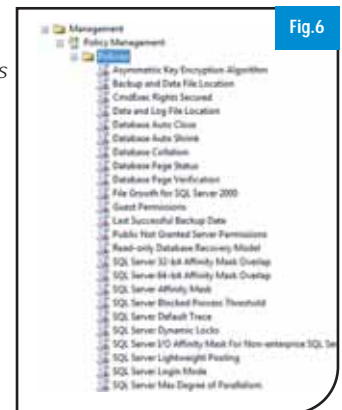 Fig.6
s
Management
Policy Management
Policies
Asymmetric Key Encryption Algorithm
Backup and Data File Location
CmdExec Rights Secured
Data and Log File Location
Database Auto Close
Database Auto Shrink
Database Collation
Database Page Status
Database Page Verification
File Growth for SQL Server 2000
Guest Permissions
Last Successful Backup Date
Public Not Granted Server Permissions
Read-only Database Recovery Model
SQL Server 32-bit Affinity Mask Overlap
SQL Server 64-bit Affinity Mask Overlap
SQL Server Affinity Mask
SQL Server Blocked Process Threshold
SQL Server Default Trace
SQL Server Dynamic Locks
SQL Server I/O Affinity Mask For Non-enterprise SQL Se
SQL Server Lightweight Pooling
SQL Server Login Mode
SQL Server Max Degree of Parallelism